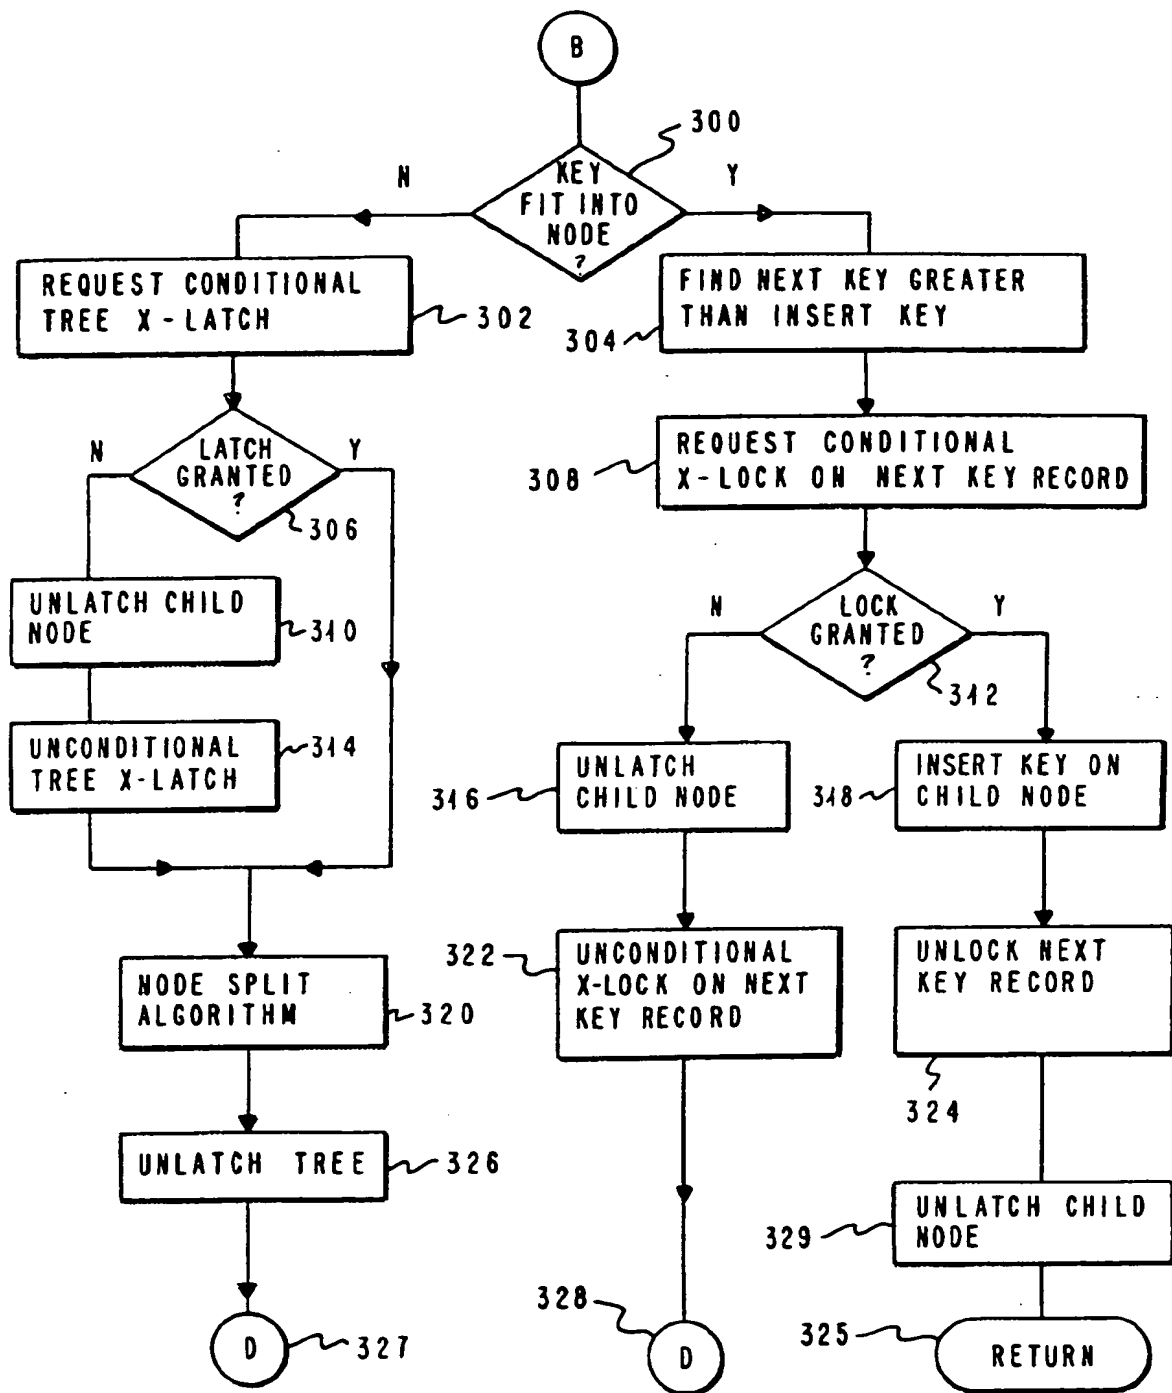 B
300
N
KEY
FIT INTO
NODE
?
Y
REQUEST CONDITIONAL
TREE X-LATCH
302
FIND NEXT KEY GREATER
THAN INSERT KEY
304
N
LATCH
GRANTED
?
Y
306
REQUEST CONDITIONAL
X-LOCK ON NEXT KEY RECORD
308
UNLATCH CHILD
NODE
310
N
LOCK
GRANTED
?
Y
312
UNCONDITIONAL
TREE X-LATCH
314
UNLATCH
CHILD NODE
316
INSERT KEY ON
CHILD NODE
318
NODE SPLIT
ALGORITHM
320
322
UNCONDITIONAL
X-LOCK ON NEXT
KEY RECORD
UNLOCK NEXT
KEY RECORD
324
UNLATCH TREE
326
UNLATCH CHILD
NODE
329
D
327
328
D
325
RETURN